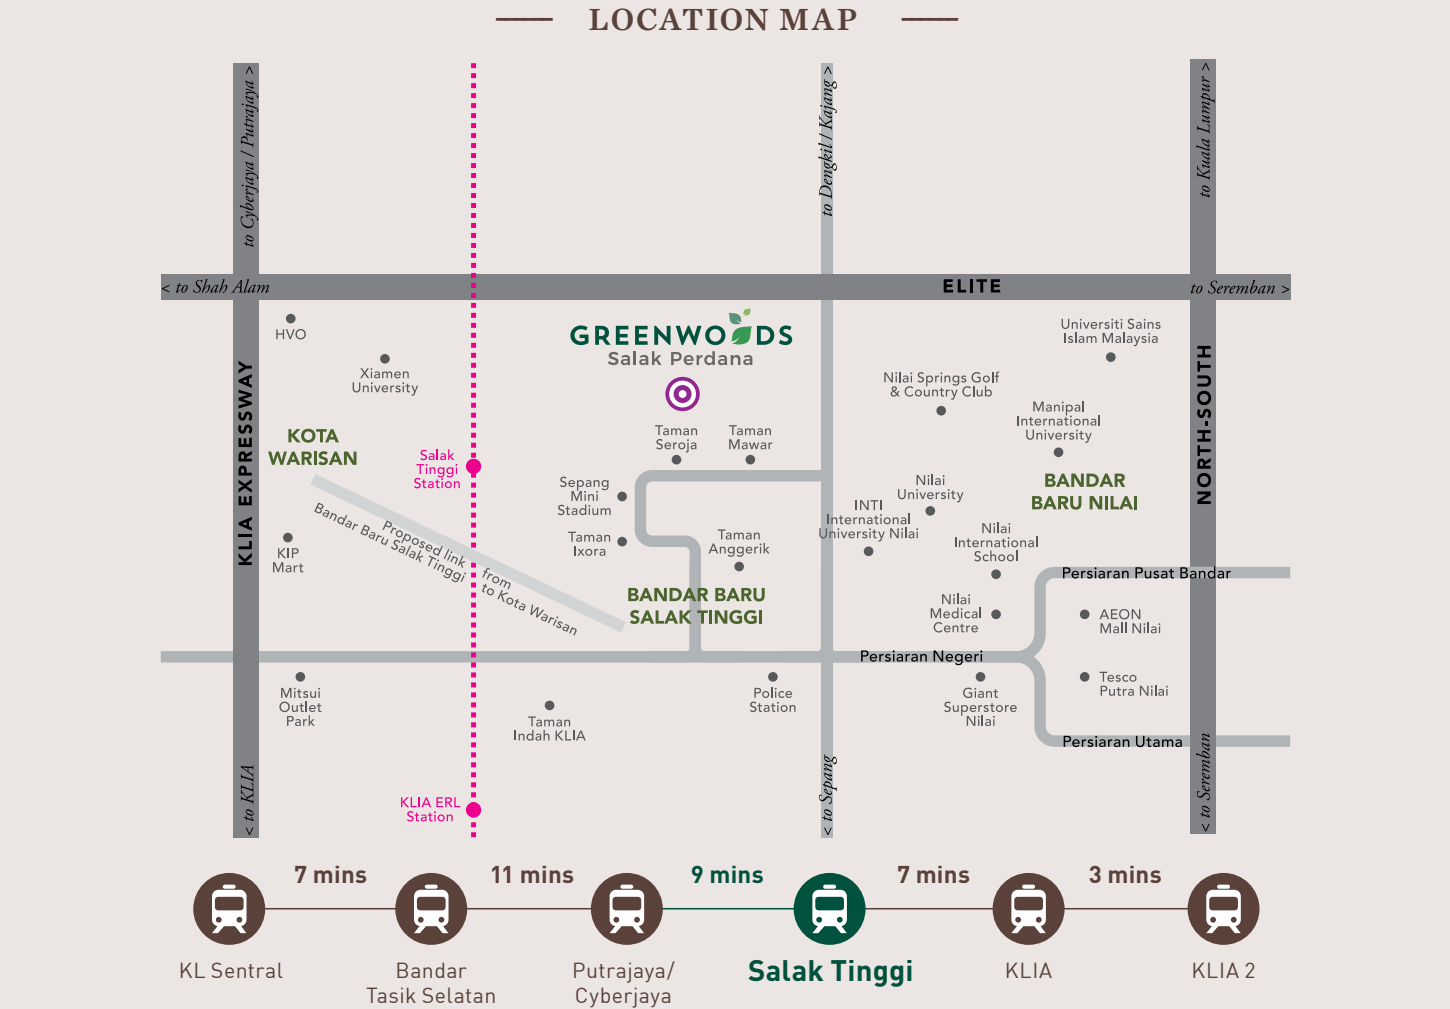 LOCATION MAP
to Cyberjaya / Putrajaya >
to Dengkil / Kajang >
to Kuala Lumpur >
< to Shah Alam
ELITE
to Seremban >
HVO
Xiamen
University
GREENWOODS
Salak Perdana
Universiti Sains
Islam Malaysia
Nilai Springs Golf
& Country Club
Manipal
International
University
KLIA EXPRESSWAY
NORTH-SOUTH
KOTA
WARISAN
Salak
Tinggi
Station
Taman
Seroja
Taman
Mawar
Sepang
Mini
Stadium
Taman
Ixora
Taman
Anggerik
Nilai
University
INTI
International
University Nilai
BANDAR
BARU NILAI
Nilai
International
School
KIP
Mart
Proposed link from
Bandar Baru Salak Tinggi to Kota Warisan
BANDAR BARU
SALAK TINGGI
Nilai
Medical
Centre
Persiaran Pusat Bandar
AEON
Mall Nilai
Persiaran Negeri
Mitsui
Outlet
Park
Taman
Indah KLIA
Police
Station
Giant
Superstore
Nilai
Tesco
Putra Nilai
Persiaran Utama
< to KLIA
KLIA ERL
Station
< to Sepang
< to Seremban
7 mins
11 mins
9 mins
7 mins
3 mins
KL Sentral
Bandar
Tasik Selatan
Putrajaya/
Cyberjaya
Salak Tinggi
KLIA
KLIA 2